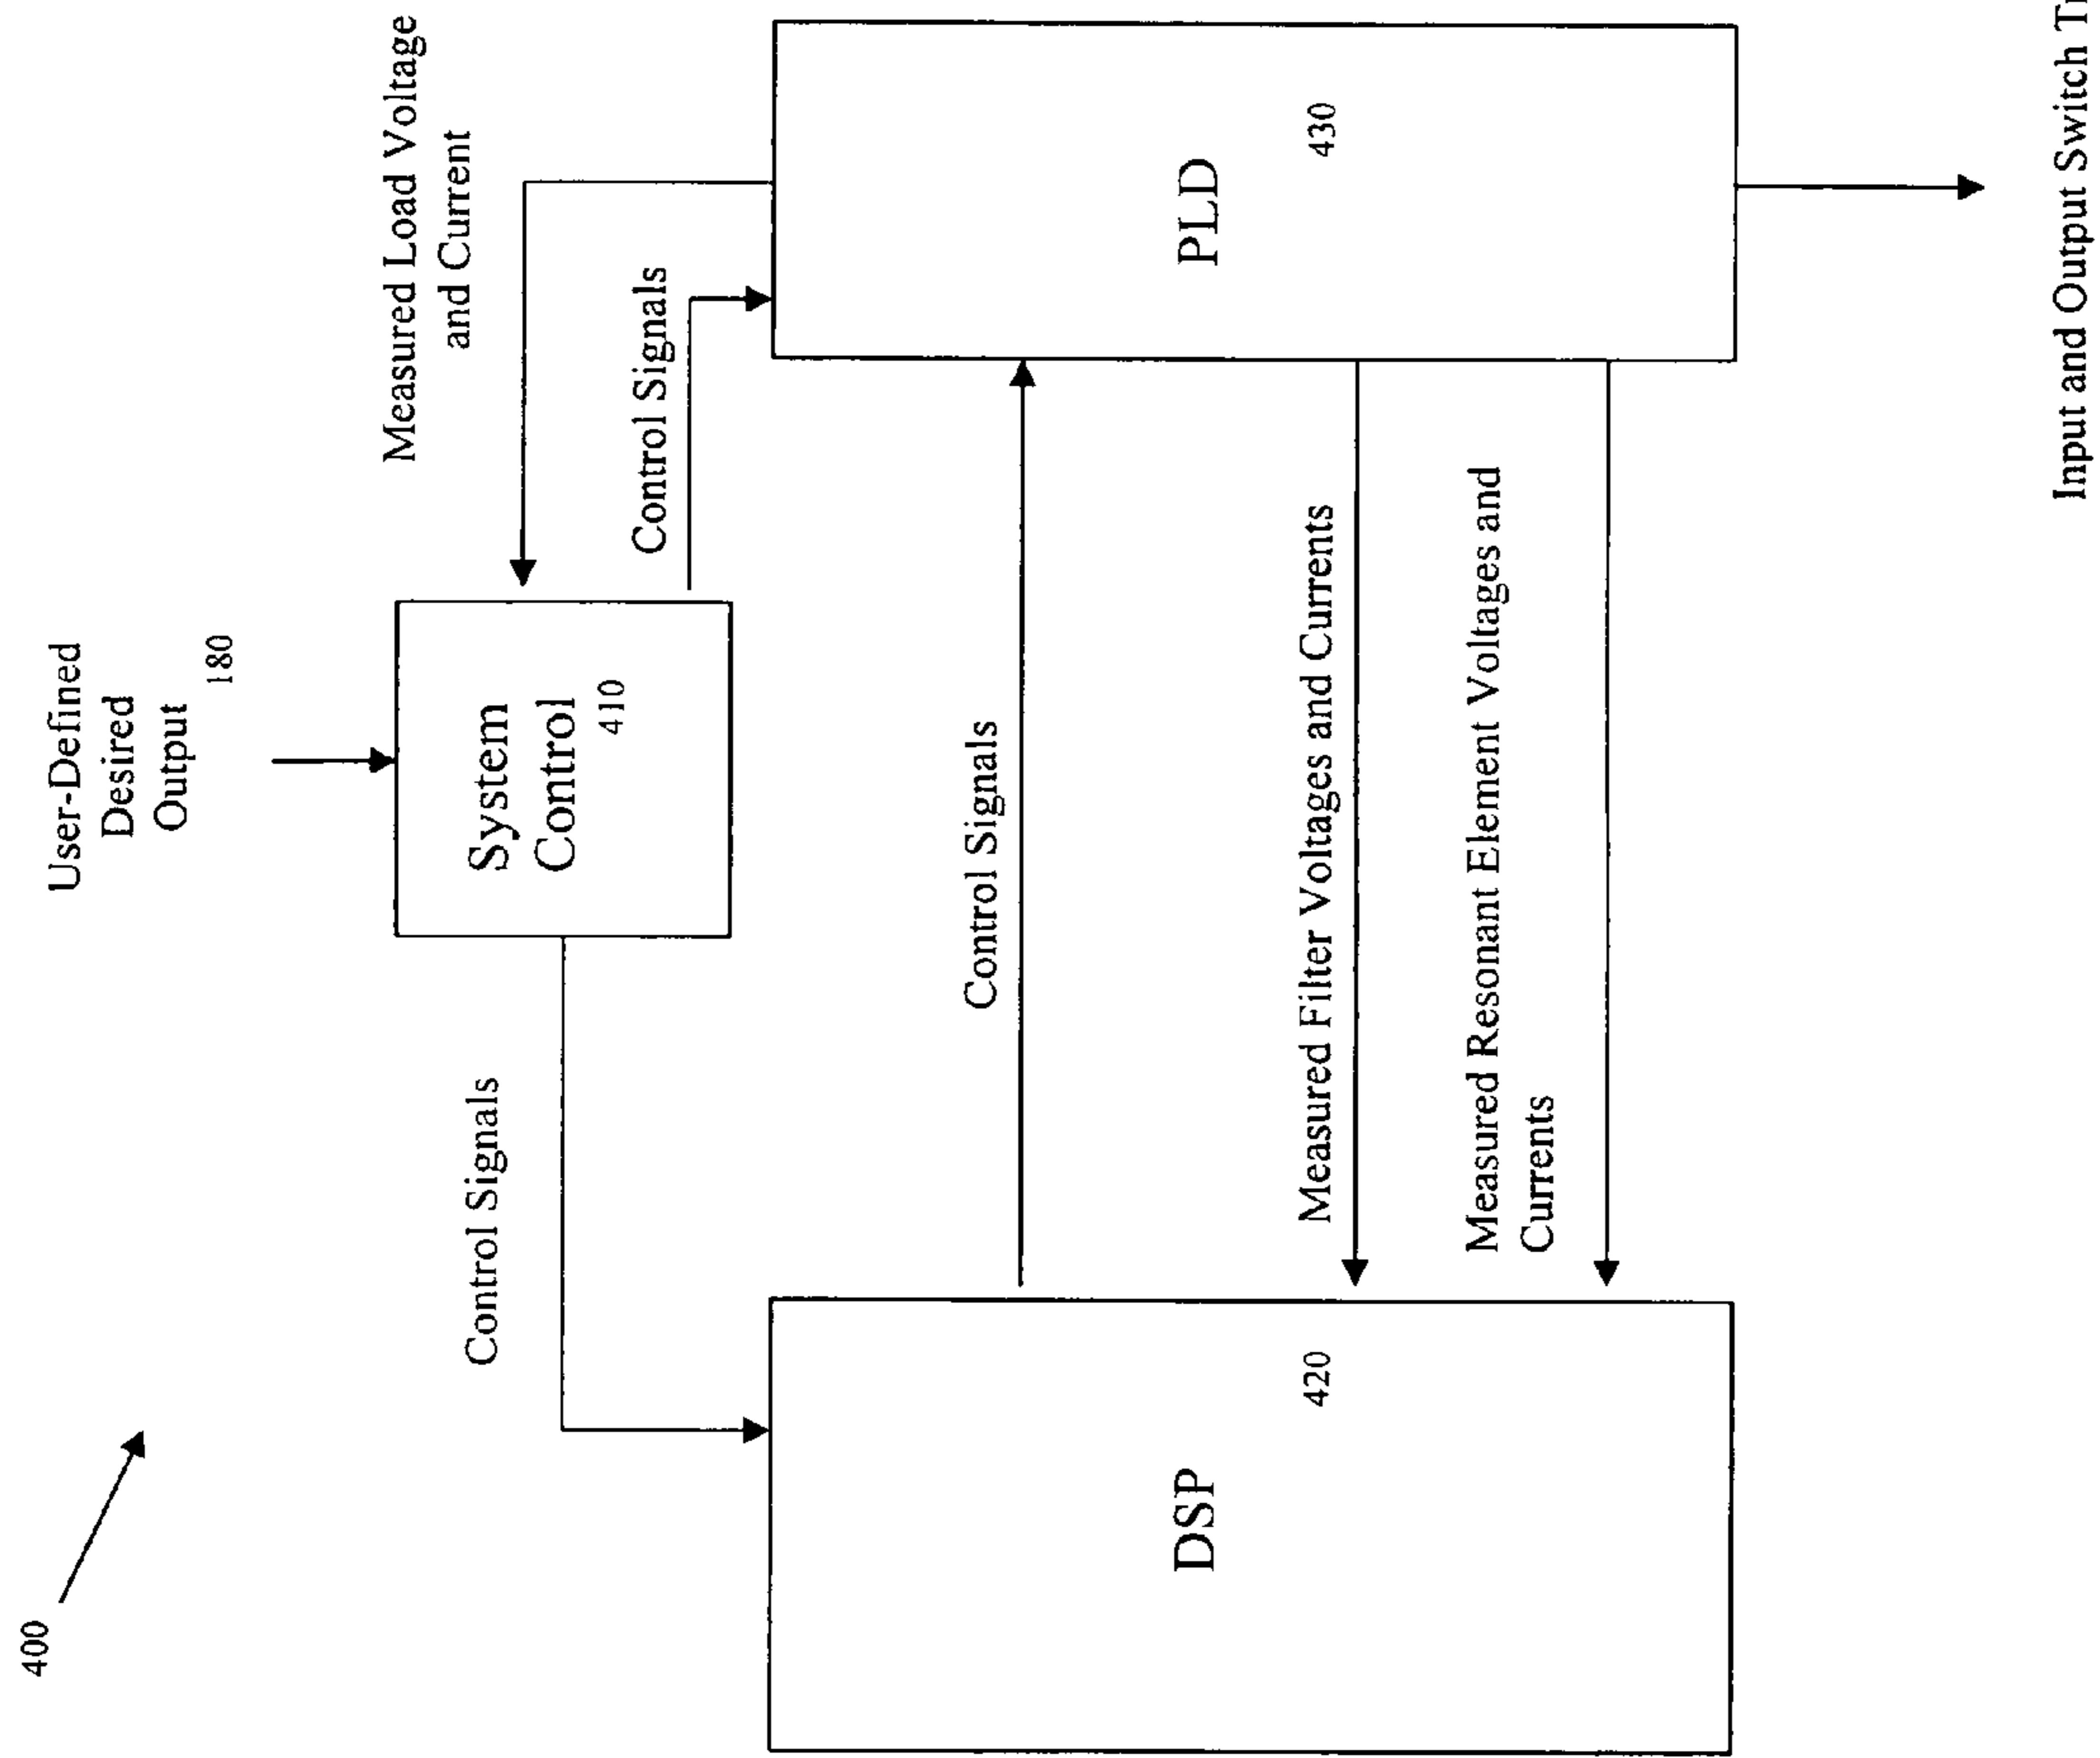 400
User-Defined
Desired
Output
180
Measured Load Voltage
and Current
Control Signals
System
Control
410
Control Signals
Control Signals
DSP
420
PLD
430
Measured Filter Voltages and Currents
Measured Resonant Element Voltages and
Currents
Input and Output Switch